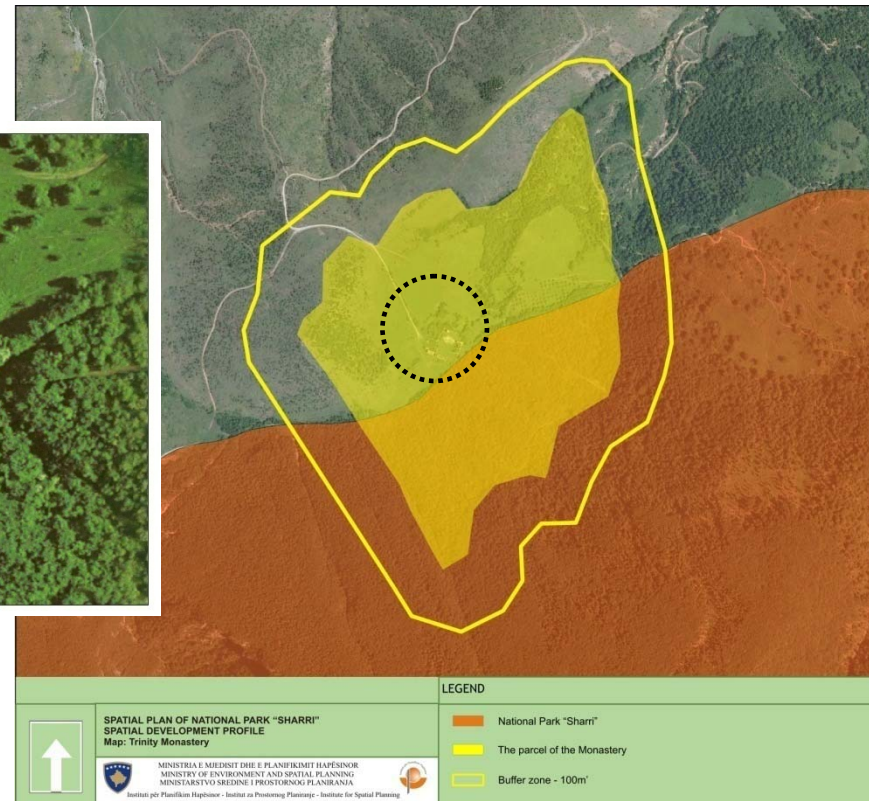 LEGEND
SPATIAL PLAN OF NATIONAL PARK "SHARRI"
SPATIAL DEVELOPMENT PROFILE
Map: Trinity Monastery
MINISTRIA E MJEDISIT DHE E PLANIFIKIMIT HAPËSINOR
MINISTRY OF ENVIRONMENT AND SPATIAL PLANNING
MINISTARSTVO SREDINE I PROSTORNOG PLANIRANJA
Instituti për Planifikim Hapësinor - Institut za Prostornog Planiranje - Institute for Spatial Planning
National Park "Sharri"
The parcel of the Monastery
Buffer zone - 100m'